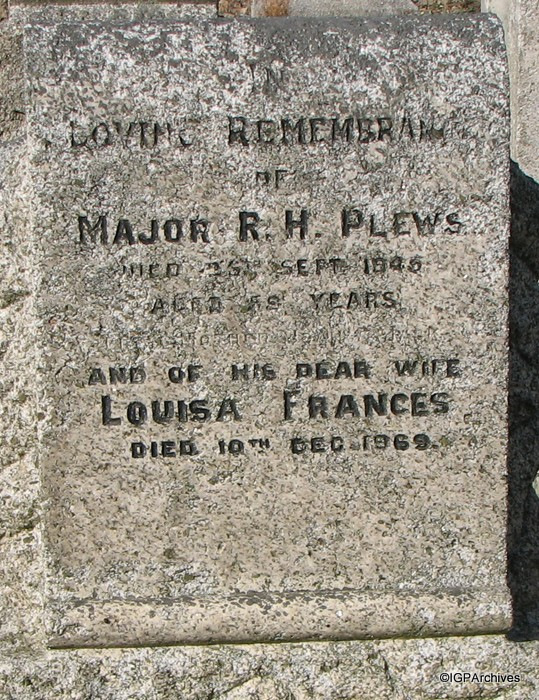 IN
LOVING REMEMBRANCE
OF
MAJOR R. H. PLEWS
DIED SEPT.
AGED YEARS
AND OF HIS DEAR WIFE
LOUISA FRANCES
DIED 10TH DEC. 1969.
©IGPArchives